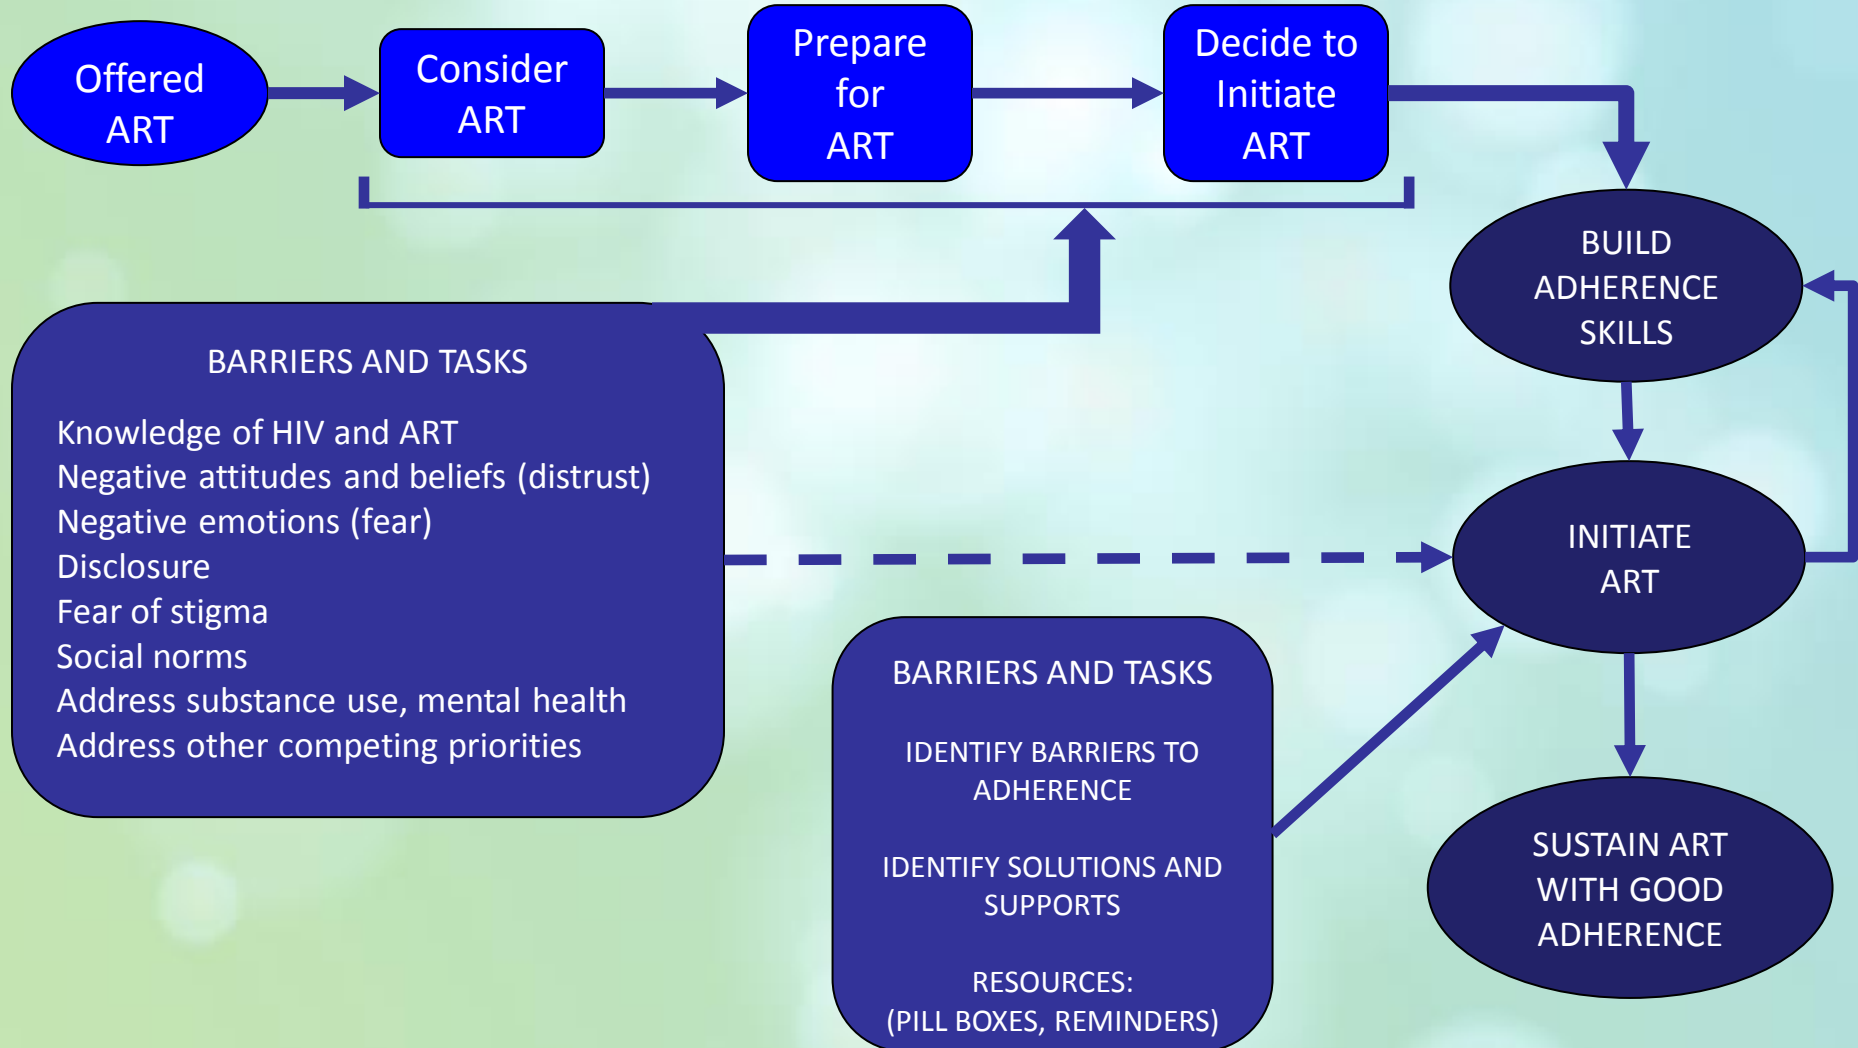 Offered
ART
Consider
ART
Prepare
for
ART
Decide to
Initiate
ART
BUILD
ADHERENCE
SKILLS
BARRIERS AND TASKS
Knowledge of HIV and ART
Negative attitudes and beliefs (distrust)
Negative emotions (fear)
Disclosure
Fear of stigma
Social norms
Address substance use, mental health
Address other competing priorities
INITIATE
ART
BARRIERS AND TASKS
IDENTIFY BARRIERS TO
ADHERENCE
IDENTIFY SOLUTIONS AND
SUPPORTS
RESOURCES:
(PILL BOXES, REMINDERS)
SUSTAIN ART
WITH GOOD
ADHERENCE